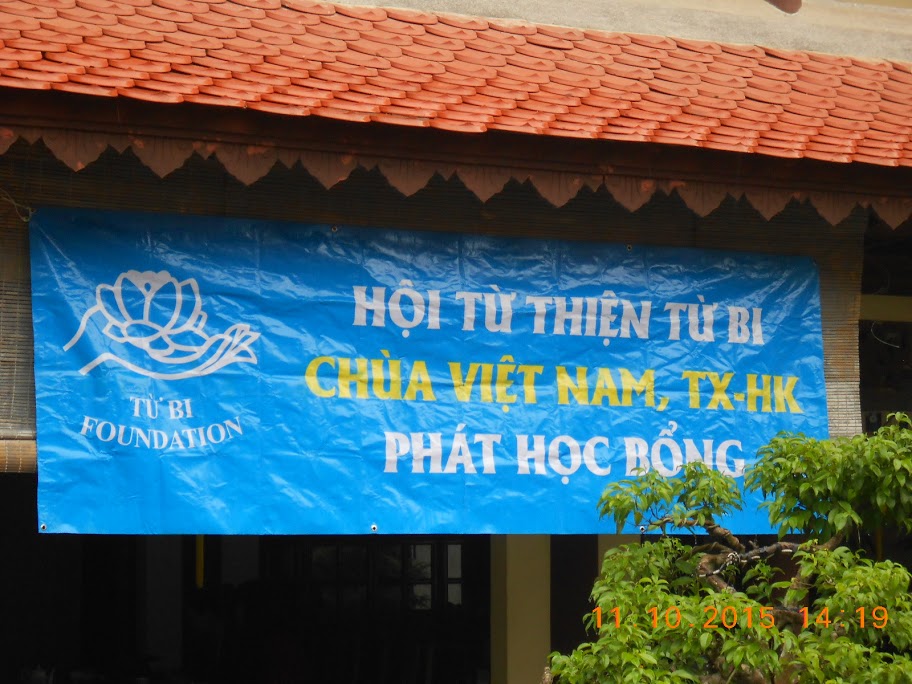 HỘI TỪ THIỆN TỪ BI
CHÙA VIỆT NAM, TX-HK
PHÁT HỌC BỔNG
TỪ BI
FOUNDATION
11.10.2015 14:19